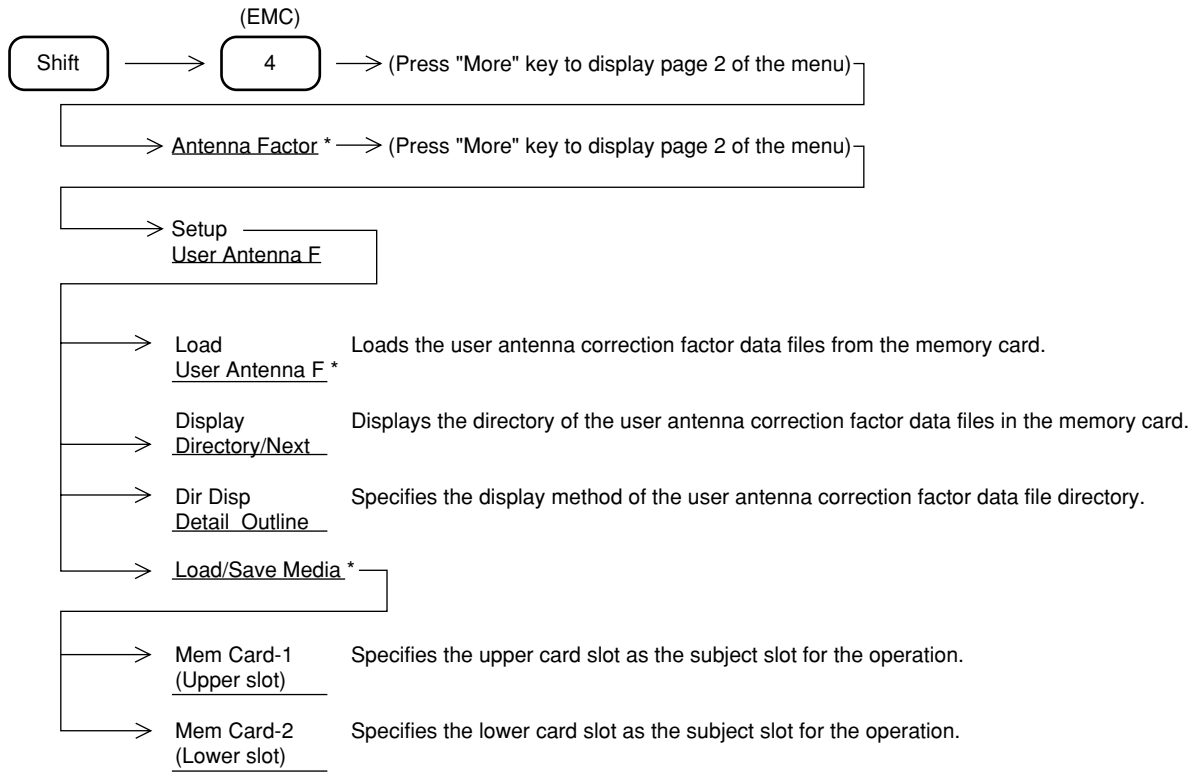 (EMC)
Shift 4 (Press "More" key to display page 2 of the menu)
Antenna Factor * (Press "More" key to display page 2 of the menu)
Setup
User Antenna F
Load Loads the user antenna correction factor data files from the memory card.
User Antenna F *
Display Displays the directory of the user antenna correction factor data files in the memory card.
Directory/Next
Dir Disp Specifies the display method of the user antenna correction factor data file directory.
Detail Outline
Load/Save Media *
Mem Card-1 Specifies the upper card slot as the subject slot for the operation.
(Upper slot)
Mem Card-2 Specifies the lower card slot as the subject slot for the operation.
(Lower slot)